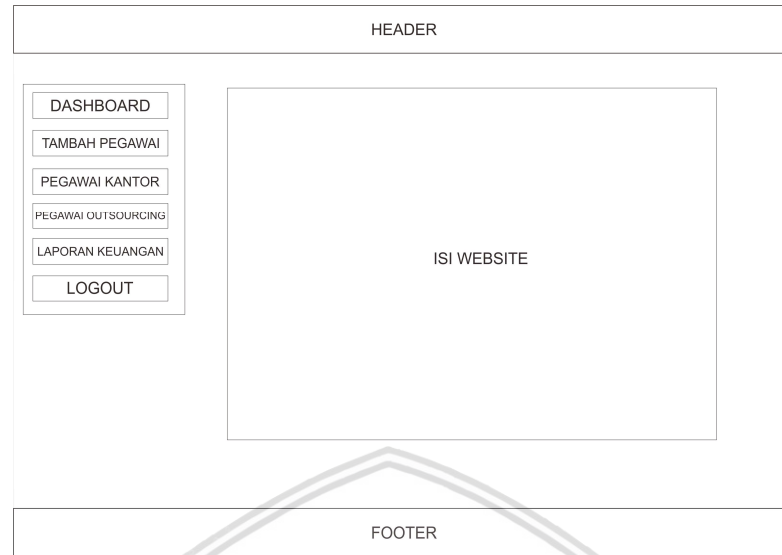 HEADER
DASHBOARD
TAMBAH PEGAWAI
PEGAWAI KANTOR
PEGAWAI OUTSOURCING
LAPORAN KEUANGAN
LOGOUT
ISI WEBSITE
FOOTER